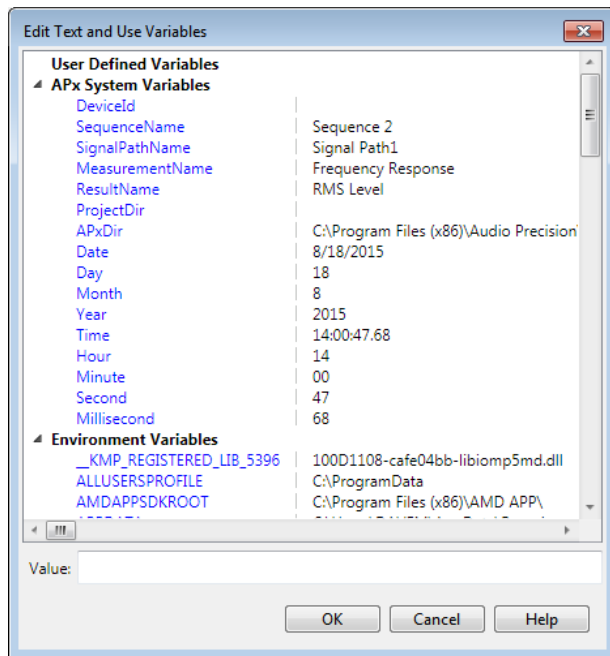 Edit Text and Use Variables
User Defined Variables
APx System Variables
DeviceId
SequenceName Sequence 2
SignalPathName Signal Path1
MeasurementName Frequency Response
ResultName RMS Level
ProjectDir
APxDir C:\Program Files (x86)\Audio Precision\
Date 8/18/2015
Day 18
Month 8
Year 2015
Time 14:00:47.68
Hour 14
Minute 00
Second 47
Millisecond 68
Environment Variables
__KMP_REGISTERED_LIB_5396 100D1108-cafe04bb-libiomp5md.dll
ALLUSERSPROFILE C:\ProgramData
AMDAPPSDKROOT C:\Program Files (x86)\AMD APP\
Value:
OK Cancel Help